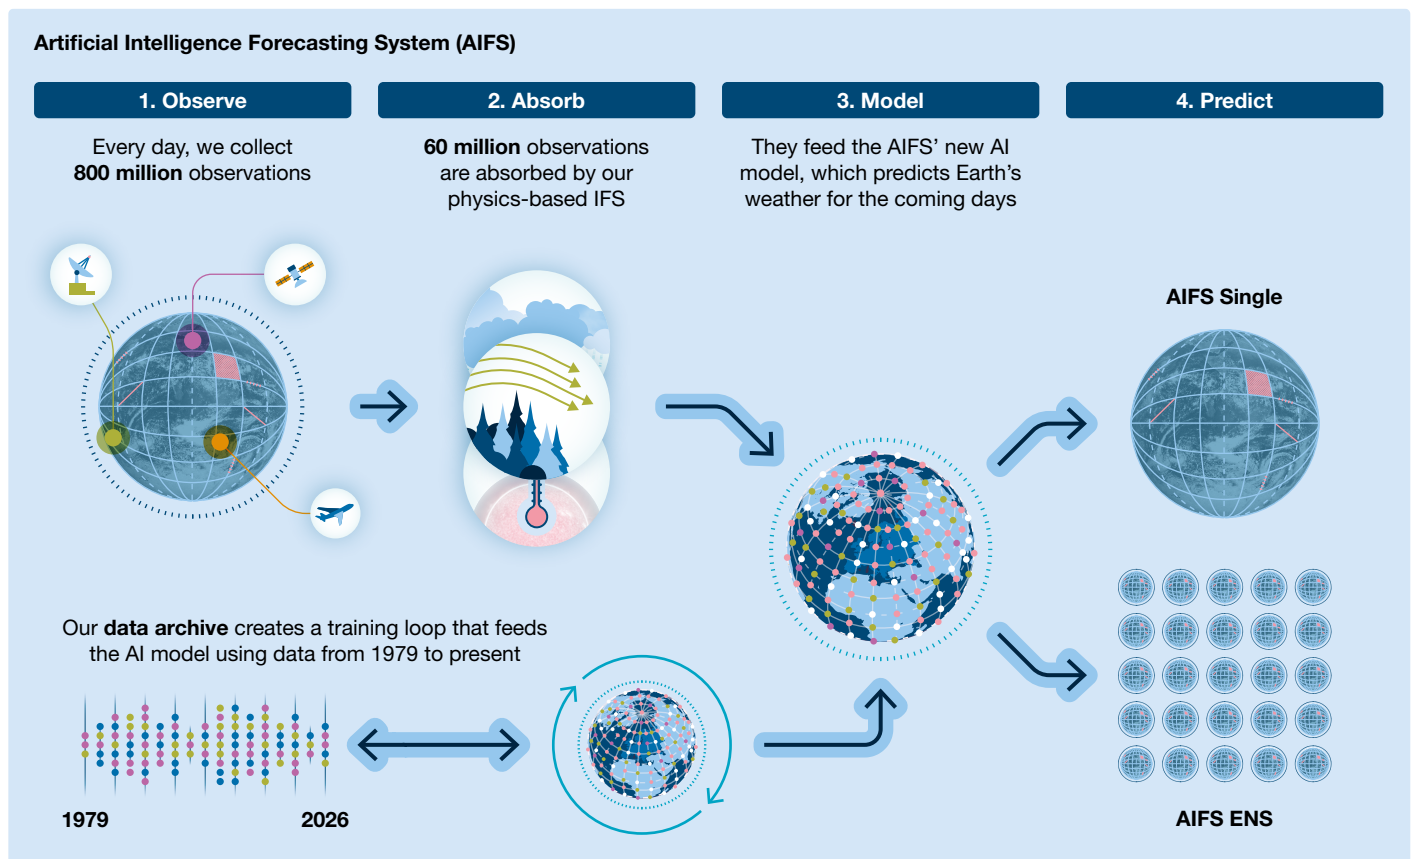 Artificial Intelligence Forecasting System (AIFS)
1. Observe
Every day, we collect
800 million observations
2. Absorb
60 million observations
are absorbed by our
physics-based IFS
3. Model
They feed the AIFS’ new AI
model, which predicts Earth’s
weather for the coming days
4. Predict
AIFS Single
Our data archive creates a training loop that feeds
the AI model using data from 1979 to present
1979
2026
AIFS ENS